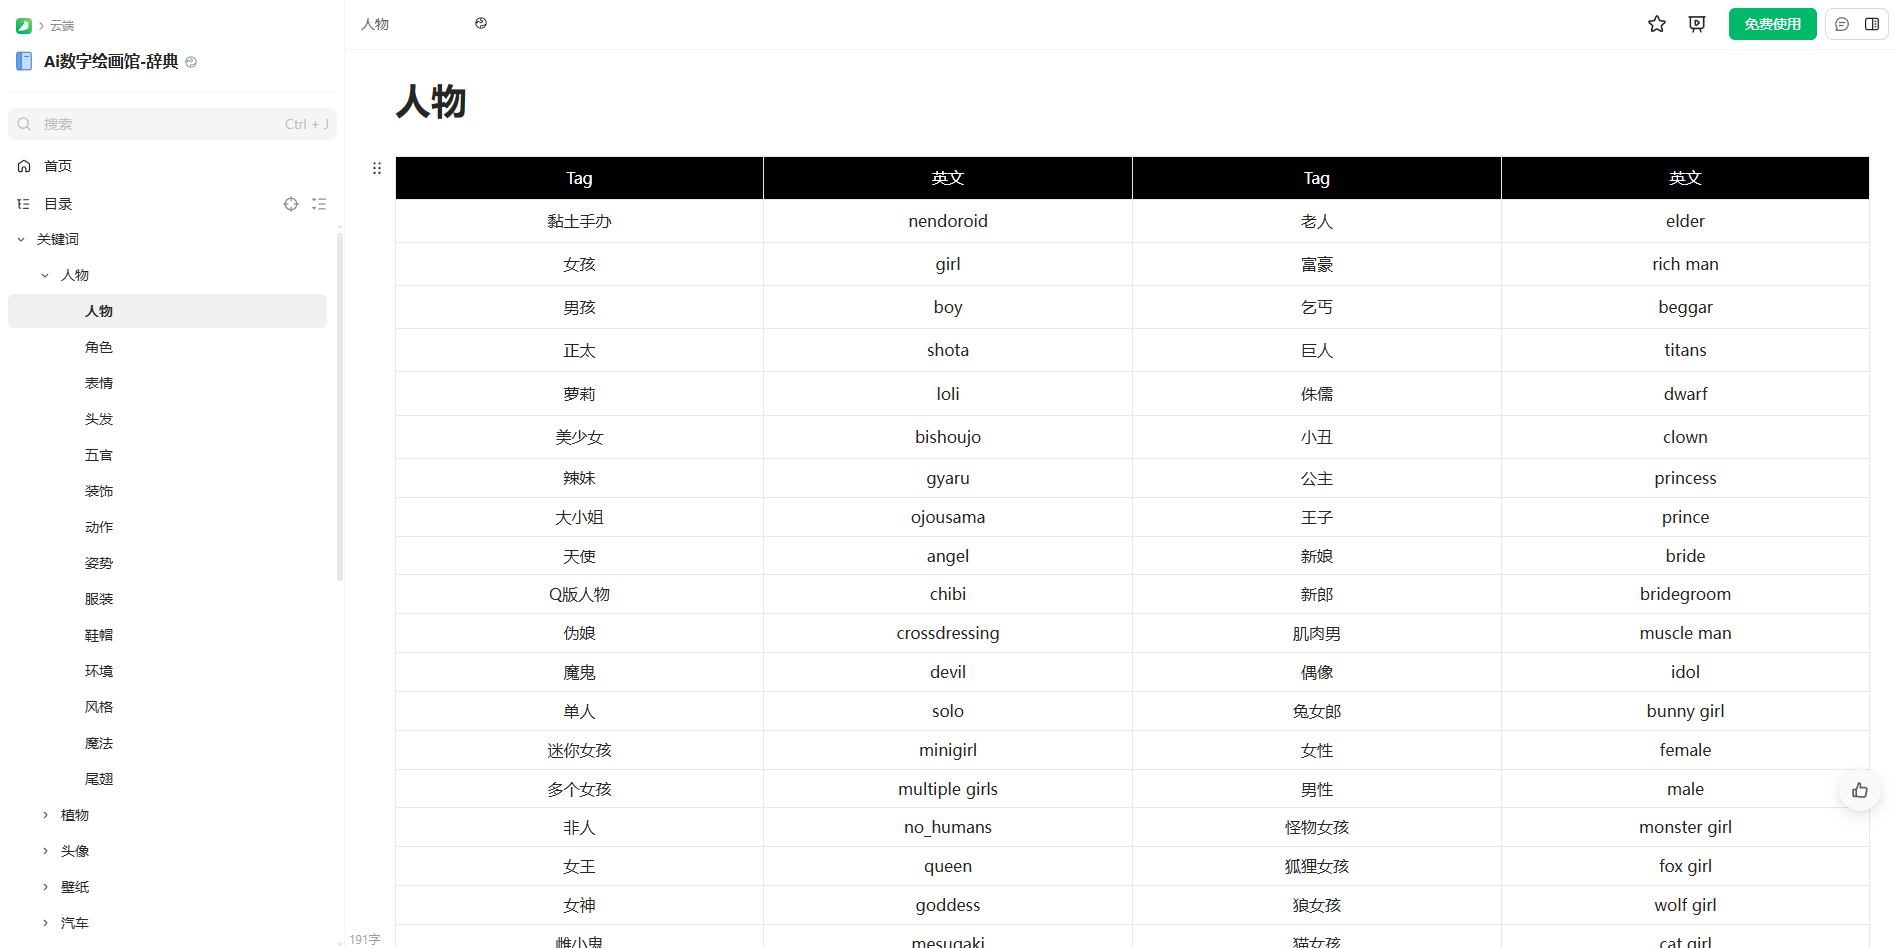 云端
Ai数字绘画馆-辞典
搜索 Ctrl + J
首页
目录
关键词
人物
人物
角色
表情
头发
五官
装饰
动作
姿势
服装
鞋帽
环境
风格
魔法
尾翅
植物
头像
壁纸
汽车
人物
免费使用
人物
Tag 英文 Tag 英文
黏土手办 nendoroid 老人 elder
女孩 girl 富豪 rich man
男孩 boy 乞丐 beggar
正太 shota 巨人 titans
萝莉 loli 侏儒 dwarf
美少女 bishoujo 小丑 clown
辣妹 gyaru 公主 princess
大小姐 ojousama 王子 prince
天使 angel 新娘 bride
Q版人物 chibi 新郎 bridegroom
伪娘 crossdressing 肌肉男 muscle man
魔鬼 devil 偶像 idol
单人 solo 兔女郎 bunny girl
迷你女孩 minigirl 女性 female
多个女孩 multiple girls 男性 male
非人 no_humans 怪物女孩 monster girl
女王 queen 狐狸女孩 fox girl
女神 goddess 狼女孩 wolf girl
雌小鬼 mesugaki 猫女孩 cat girl
191字